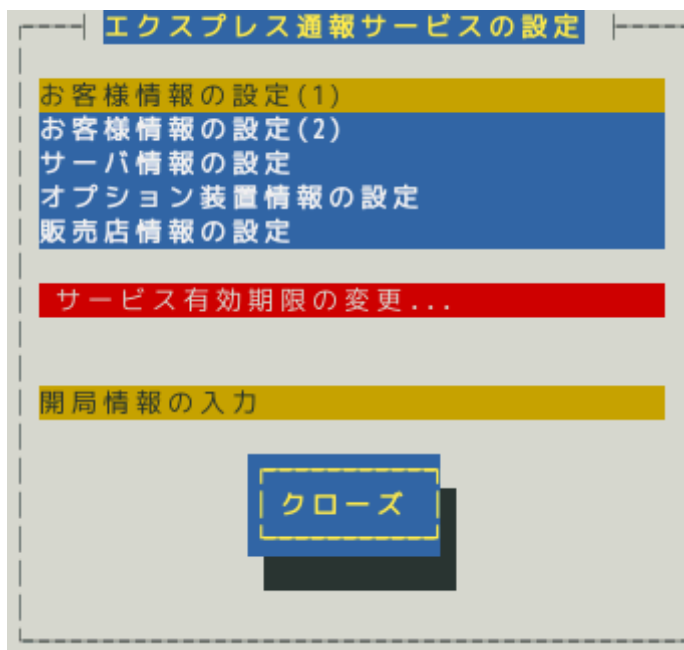 エクスプレス通報サービスの設定
お客様情報の設定(1)
お客様情報の設定(2)
サーバ情報の設定
オプション装置情報の設定
販売店情報の設定
サービス有効期限の変更...
開局情報の入力
クローズ